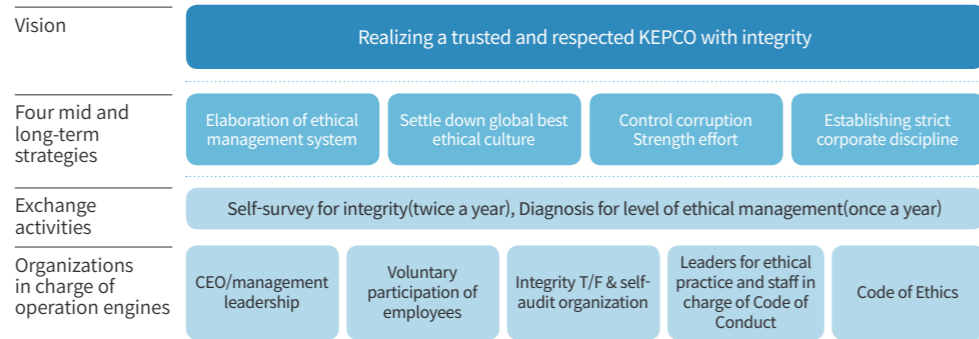 Vision
Realizing a trusted and respected KEPCO with integrity
Four mid and
long-term
strategies
Elaboration of ethical
management system
Settle down global best
ethical culture
Control corruption
Strength effort
Establishing strict
corporate discipline
Exchange
activities
Self-survey for integrity(twice a year), Diagnosis for level of ethical management(once a year)
Organizations
in charge of
operation engines
CEO/management
leadership
Voluntary
participation of
employees
Integrity T/F & self-
audit organization
Leaders for ethical
practice and staff in
charge of Code of
Conduct
Code of Ethics